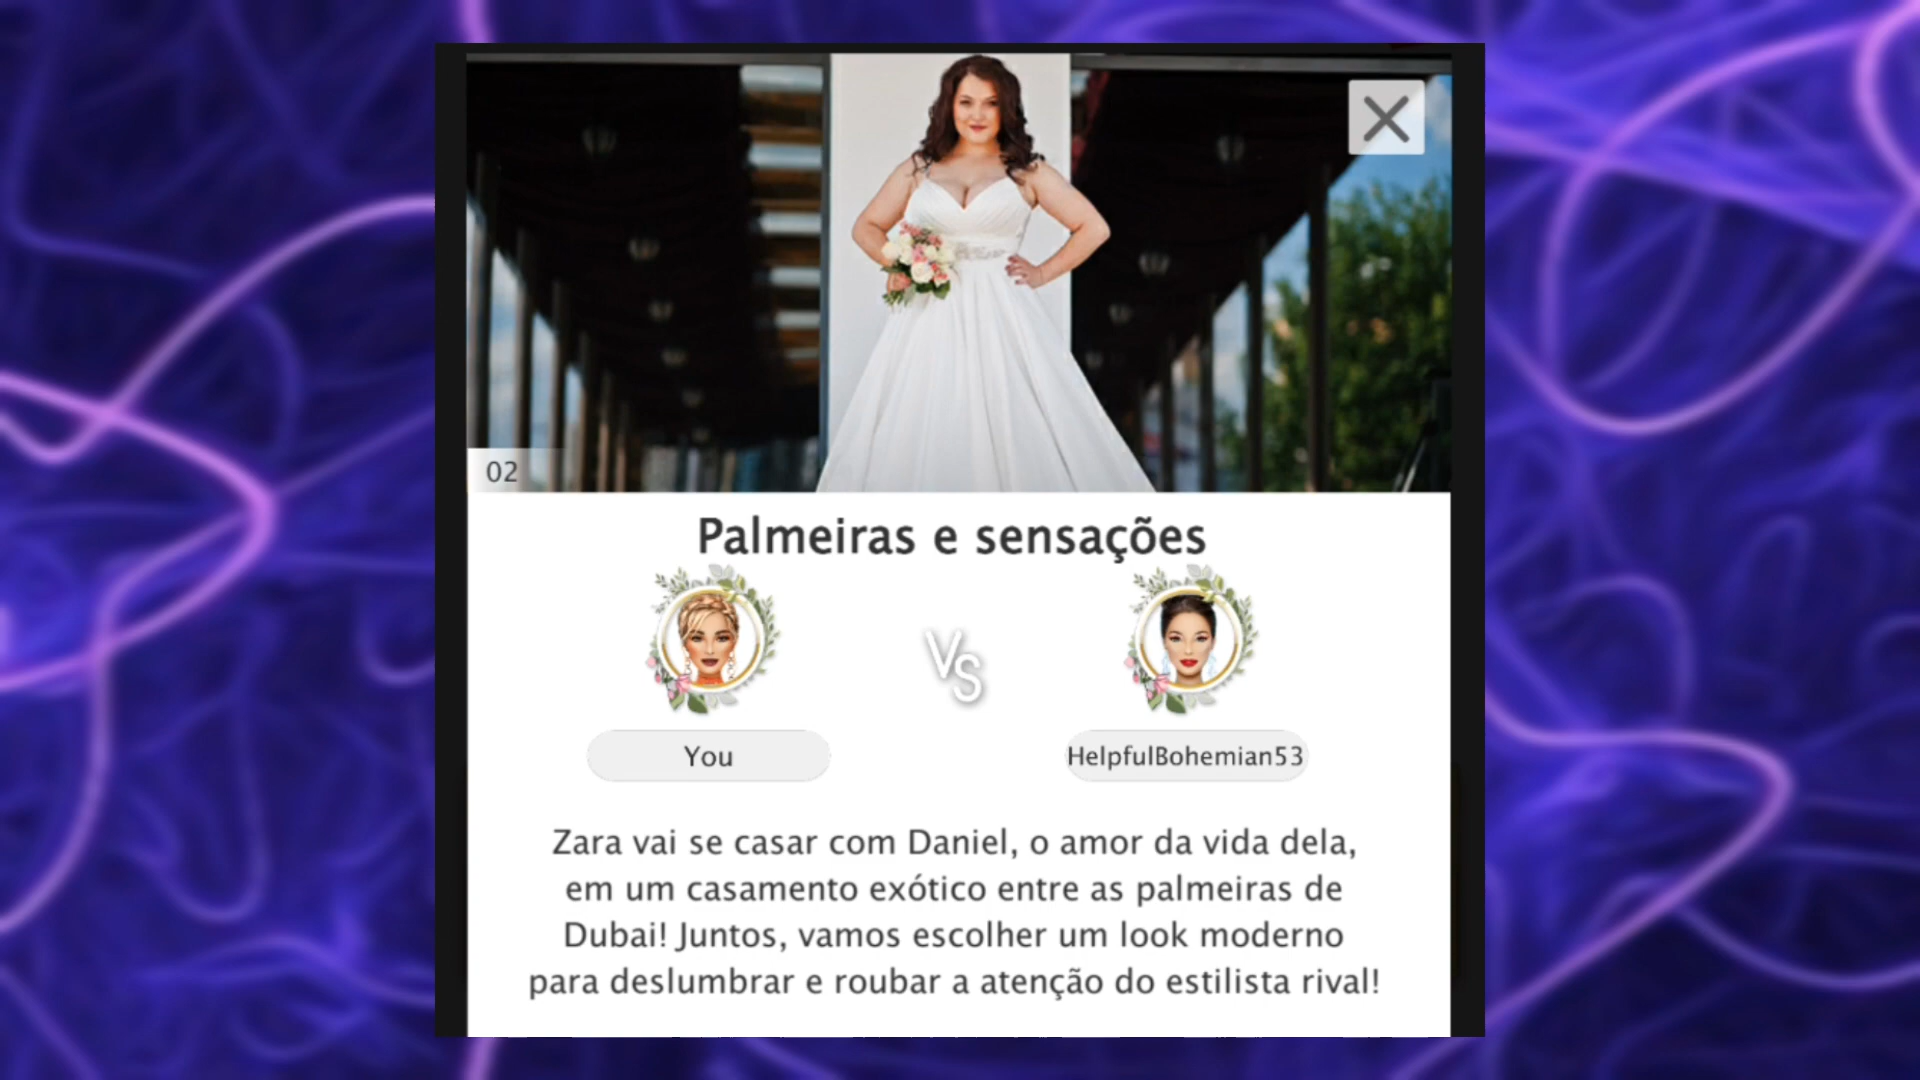 02
Palmeiras e sensações
VS
You
HelpfulBohemian53
Zara vai se casar com Daniel, o amor da vida dela,
em um casamento exótico entre as palmeiras de
Dubai! Juntos, vamos escolher um look moderno
para deslumbrar e roubar a atenção do estilista rival!